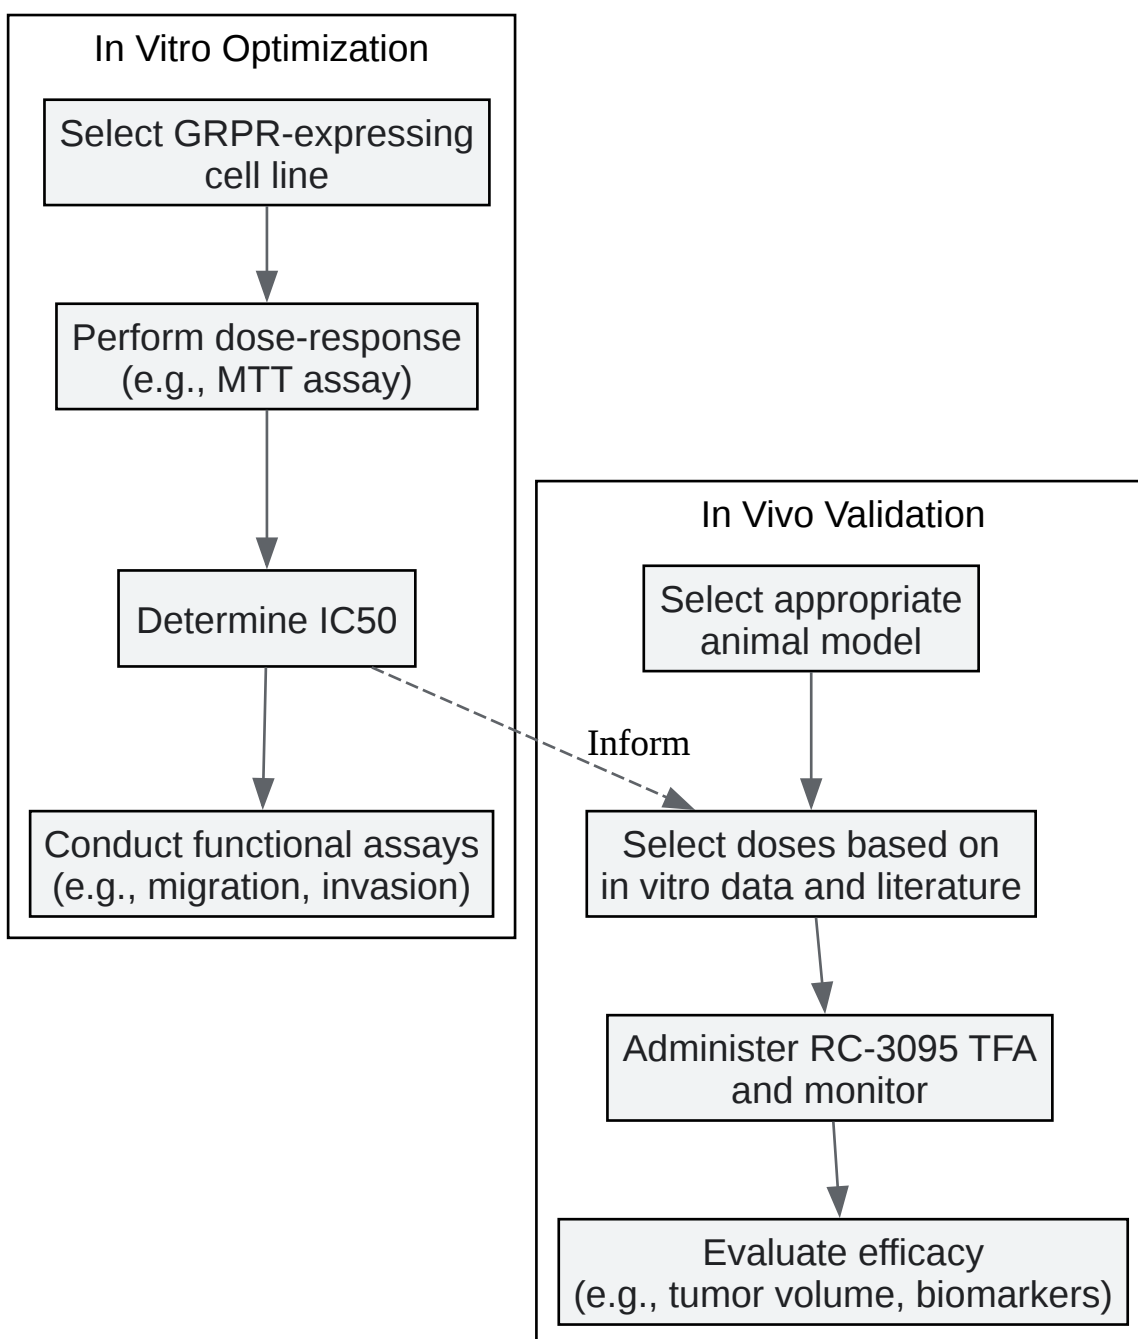 In Vitro Optimization
Select GRPR-expressing
cell line
Perform dose-response
(e.g., MTT assay)
Determine IC50
Conduct functional assays
(e.g., migration, invasion)
Inform
In Vivo Validation
Select appropriate
animal model
Select doses based on
in vitro data and literature
Administer RC-3095 TFA
and monitor
Evaluate efficacy
(e.g., tumor volume, biomarkers)